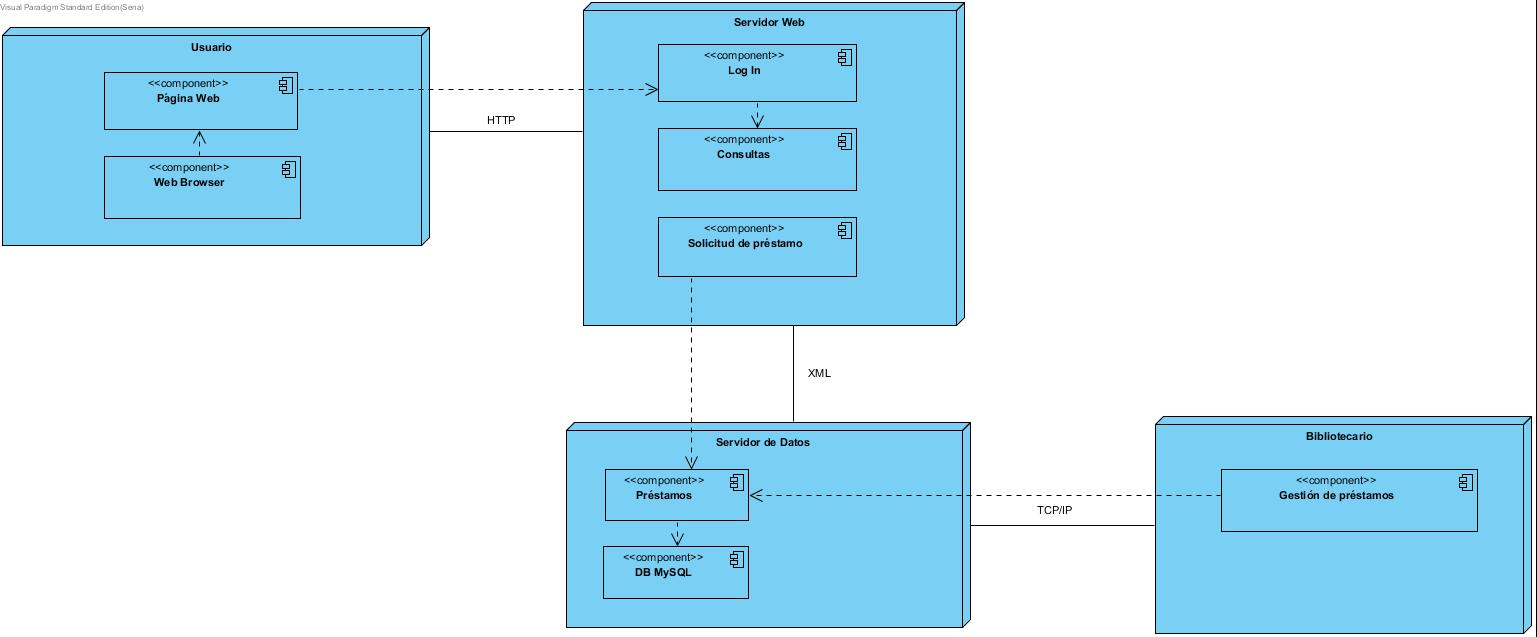 Visual Paradigm Standard Edition(Sena)
Usuario
<<component>>
Página Web
<<component>>
Web Browser
HTTP
Servidor Web
<<component>>
Log In
<<component>>
Consultas
<<component>>
Solicitud de préstamo
XML
Servidor de Datos
<<component>>
Préstamos
<<component>>
DB MySQL
TCP/IP
Bibliotecario
<<component>>
Gestión de préstamos